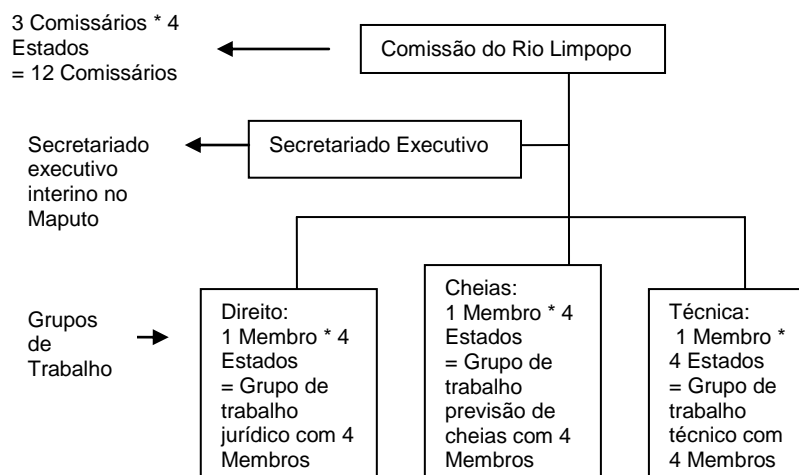 3 Comissários * 4
Estados
= 12 Comissários
Comissão do Rio Limpopo
Secretariado
executivo
interino no
Maputo
Secretariado Executivo
Grupos
de
Trabalho
Direito:
1 Membro * 4
Estados
= Grupo de
trabalho
jurídico com 4
Membros
Cheias:
1 Membro * 4
Estados
= Grupo de
trabalho
previsão de
cheias com 4
Membros
Técnica:
1 Membro *
4 Estados
= Grupo de
trabalho
técnico com
4 Membros